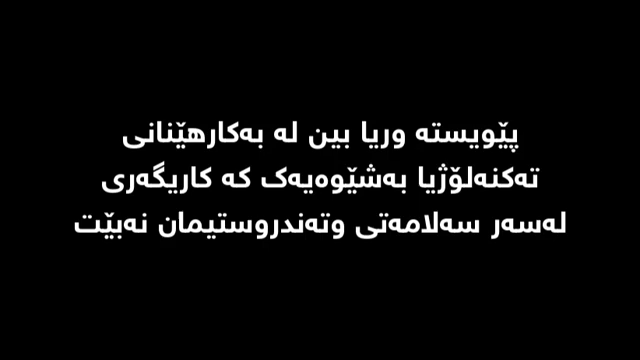 پێویستە وریا بین لە بەکارهێنانی
تەکنەلۆژیا بەشێوەیەک کە کاریگەری
لەسەر سەلامەتی وتەندروستیمان نەبێت